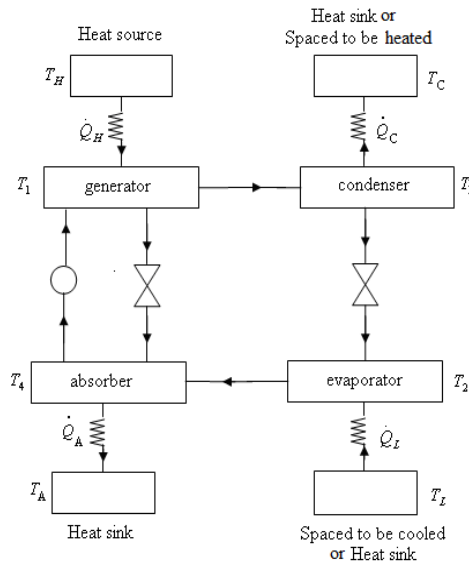 Heat source
Heat sink or
Spaced to be heated
T_H
T_C
Q̇_H
Q̇_C
T_1
generator
condenser
T
T_4
absorber
evaporator
T_2
Q̇_A
Q̇_L
T_A
T_L
Heat sink
Spaced to be cooled
or Heat sink